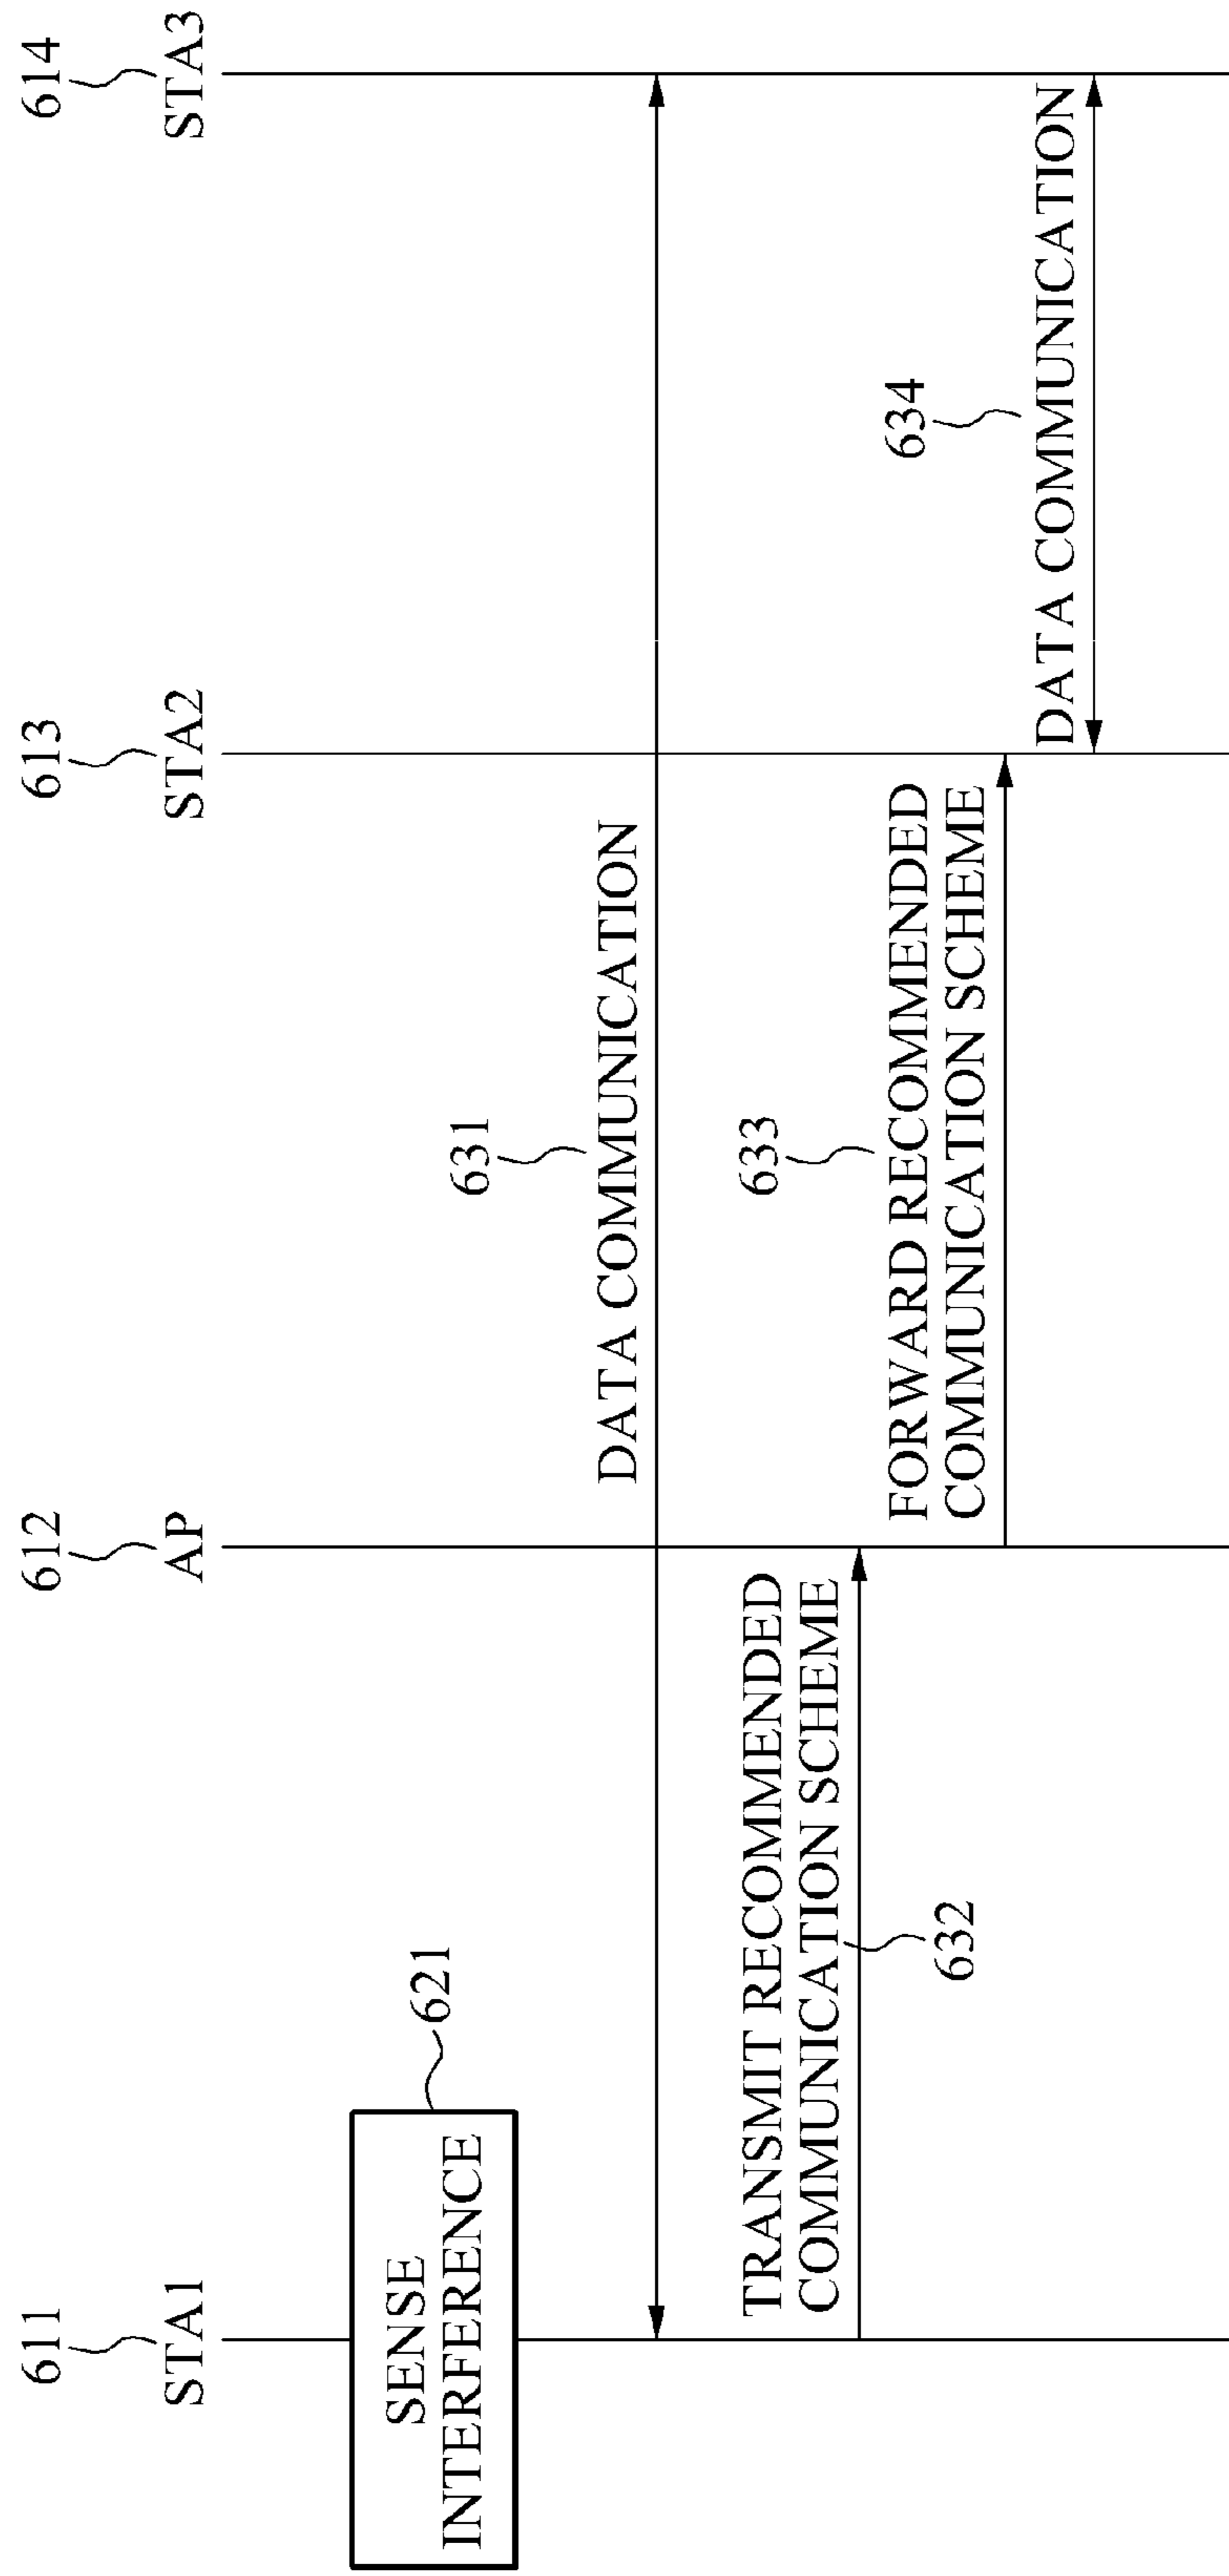 611
612
613
614
STA1
AP
STA2
STA3
SENSE
INTERFERENCE
621
631
DATA COMMUNICATION
TRANSMIT RECOMMENDED
COMMUNICATION SCHEME
632
633
FORWARD RECOMMENDED
COMMUNICATION SCHEME
634
DATA COMMUNICATION